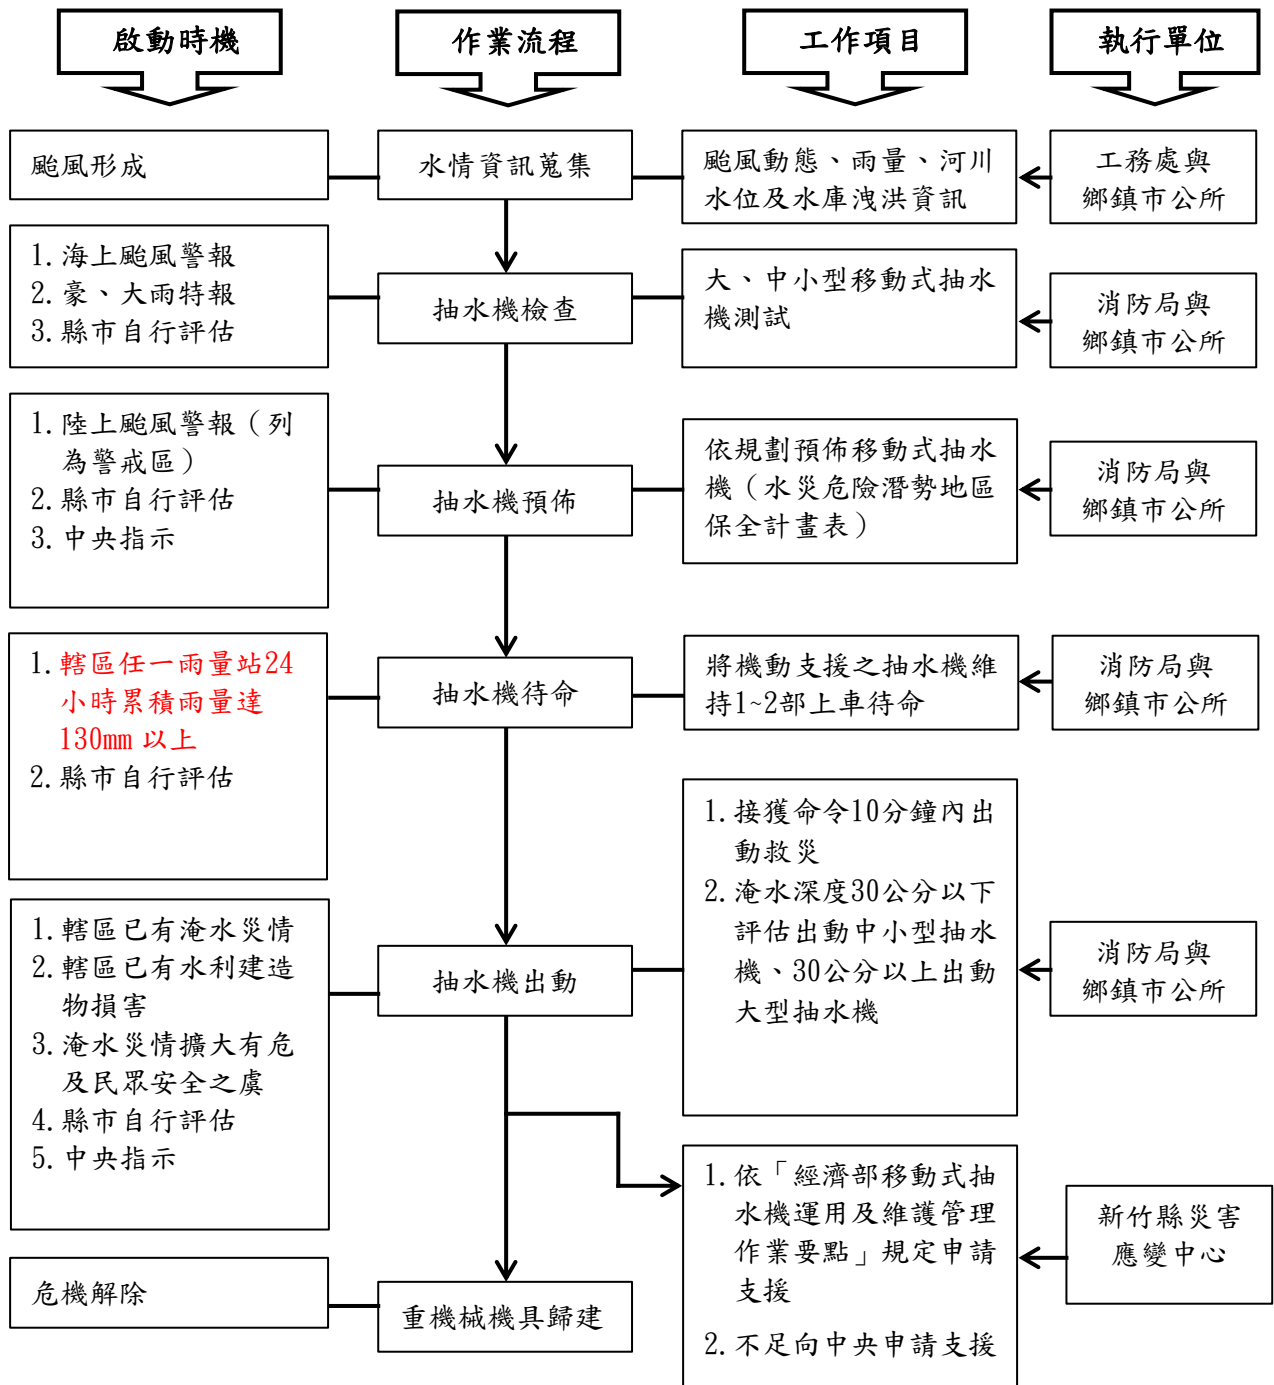 啟動時機
作業流程
工作項目
執行單位
颱風形成
水情資訊蒐集
颱風動態、雨量、河川
水位及水庫洩洪資訊
工務處與
鄉鎮市公所
1.海上颱風警報
2.豪、大雨特報
3.縣市自行評估
抽水機檢查
大、中小型移動式抽水
機測試
消防局與
鄉鎮市公所
1.陸上颱風警報（列
為警戒區）
2.縣市自行評估
3.中央指示
抽水機預佈
依規劃預佈移動式抽水
機（水災危險潛勢地區
保全計畫表）
消防局與
鄉鎮市公所
1.轄區任一雨量站24
小時累積雨量達
130mm 以上
2.縣市自行評估
抽水機待命
將機動支援之抽水機維
持1~2部上車待命
消防局與
鄉鎮市公所
1.轄區已有淹水災情
2.轄區已有水利建造
物損害
3.淹水災情擴大有危
及民眾安全之虞
4.縣市自行評估
5.中央指示
抽水機出動
1.接獲命令10分鐘內出
動救災
2.淹水深度30公分以下
評估出動中小型抽水
機、30公分以上出動
大型抽水機
消防局與
鄉鎮市公所
1.依「經濟部移動式抽
水機運用及維護管理
作業要點」規定申請
支援
2.不足向中央申請支援
新竹縣災害
應變中心
危機解除
重機械機具歸建